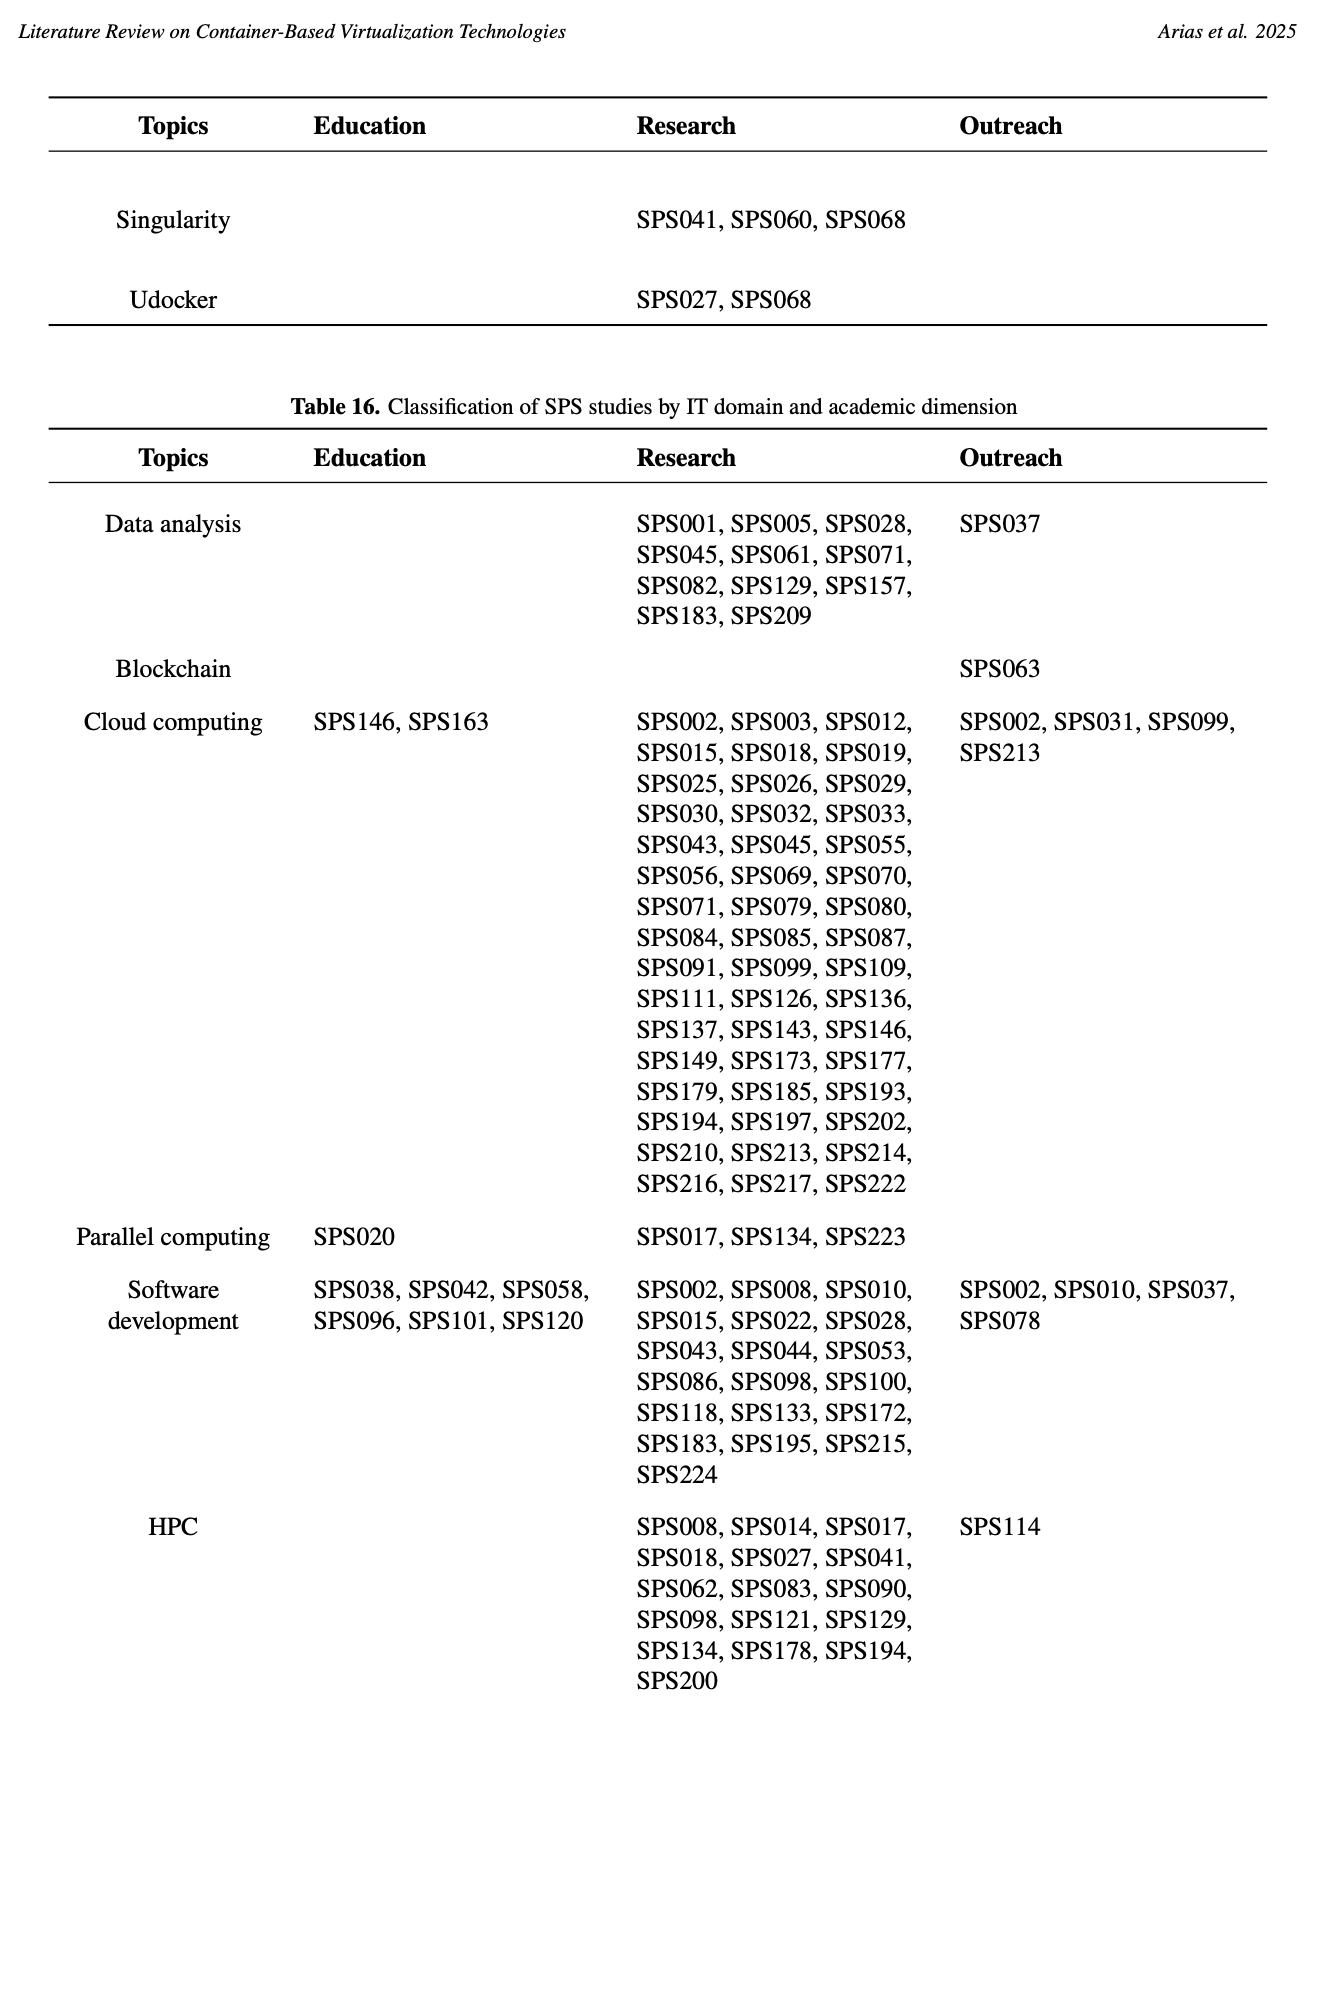 Literature Review on Container-Based Virtualization Technologies Arias et al. 2025
Topics Education Research Outreach
Singularity SPS041, SPS060, SPS068
Udocker SPS027, SPS068
Table 16. Classification of SPS studies by IT domain and academic dimension
Topics Education Research Outreach
Data analysis SPS001, SPS005, SPS028, SPS037
SPS045, SPS061, SPS071,
SPS082, SPS129, SPS157,
SPS183, SPS209
Blockchain SPS063
Cloud computing SPS146, SPS163 SPS002, SPS003, SPS012, SPS002, SPS031, SPS099,
SPS015, SPS018, SPS019, SPS213
SPS025, SPS026, SPS029,
SPS030, SPS032, SPS033,
SPS043, SPS045, SPS055,
SPS056, SPS069, SPS070,
SPS071, SPS079, SPS080,
SPS084, SPS085, SPS087,
SPS091, SPS099, SPS109,
SPS111, SPS126, SPS136,
SPS137, SPS143, SPS146,
SPS149, SPS173, SPS177,
SPS179, SPS185, SPS193,
SPS194, SPS197, SPS202,
SPS210, SPS213, SPS214,
SPS216, SPS217, SPS222
Parallel computing SPS020 SPS017, SPS134, SPS223
Software SPS038, SPS042, SPS058, SPS002, SPS008, SPS010, SPS002, SPS010, SPS037,
development SPS096, SPS101, SPS120 SPS015, SPS022, SPS028, SPS078
SPS043, SPS044, SPS053,
SPS086, SPS098, SPS100,
SPS118, SPS133, SPS172,
SPS183, SPS195, SPS215,
SPS224
HPC SPS008, SPS014, SPS017, SPS114
SPS018, SPS027, SPS041,
SPS062, SPS083, SPS090,
SPS098, SPS121, SPS129,
SPS134, SPS178, SPS194,
SPS200